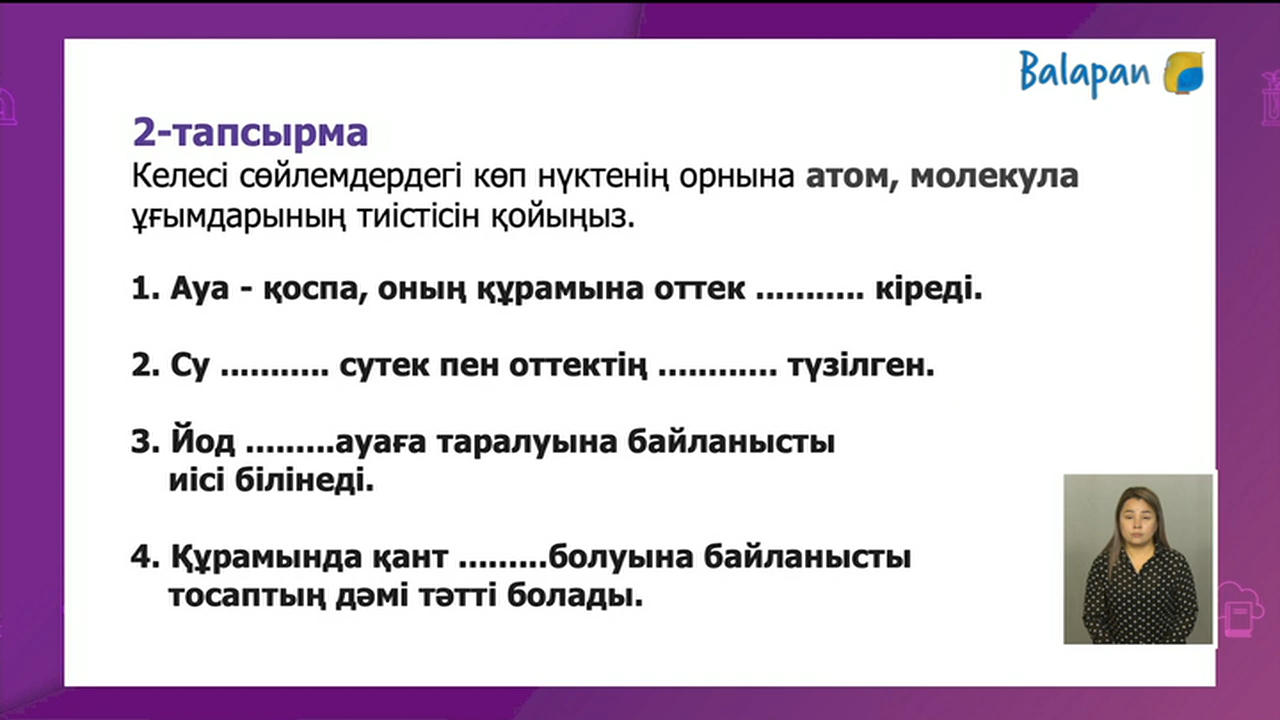 Balapan
2-тапсырма
Келесі сөйлемдердегі көп нүктенің орнына атом, молекула
ұғымдарының тиістісін қойыңыз.
1. Ауа - қоспа, оның құрамына оттек ........... кіреді.
2. Су ........... сутек пен оттектің ............ түзілген.
3. Йод .........ауаға таралуына байланысты
иісі білінеді.
4. Құрамында қант .........болуына байланысты
тосаптың дәмі тәтті болады.